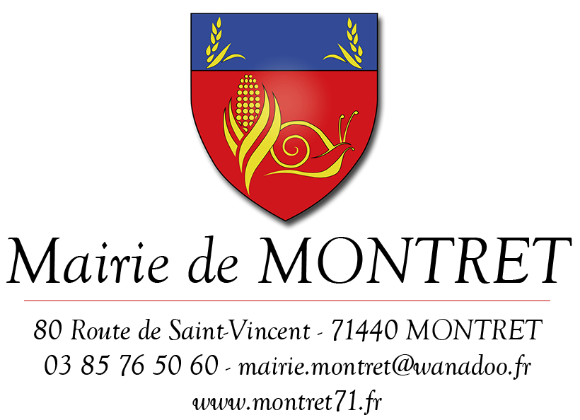 Mairie de MONTRET
80 Route de Saint-Vincent - 71440 MONTRET
03 85 76 50 60 - mairie.montret@wanadoo.fr
www.montret71.fr